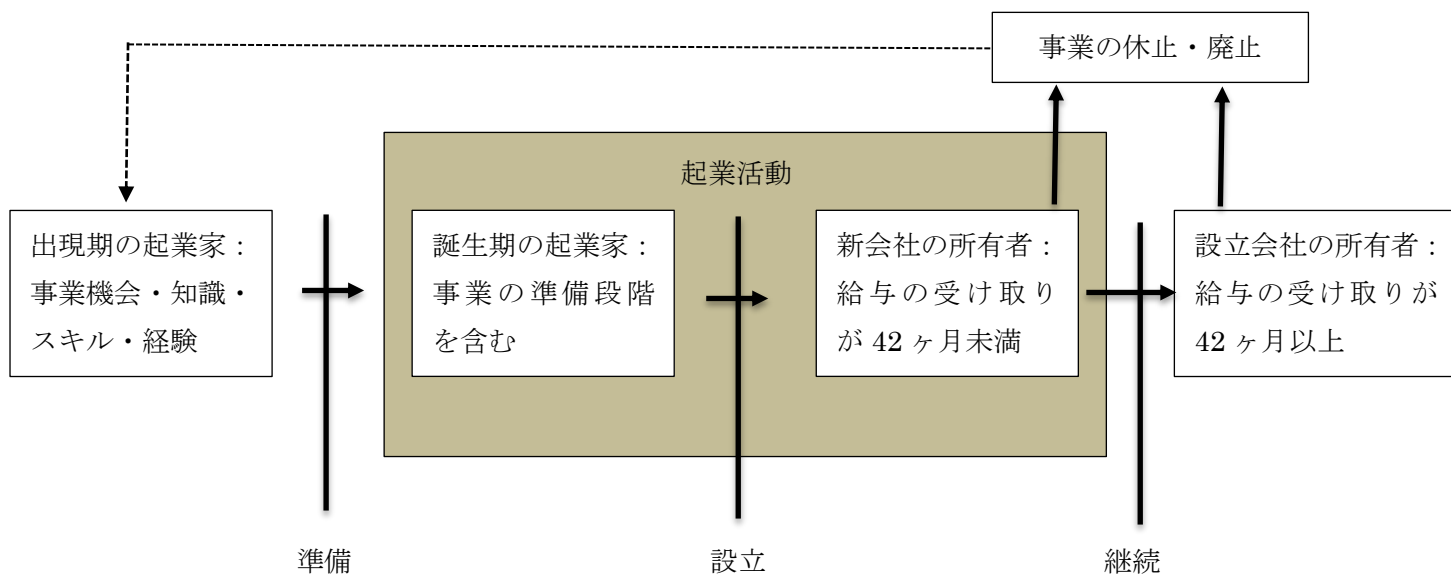 事業の休止・廃止
起業活動
出現期の起業家：
事業機会・知識・
スキル・経験
誕生期の起業家：
事業の準備段階
を含む
新会社の所有者：
給与の受け取り
が 42 ヶ月未満
設立会社の所有者：
給与の受け取りが
42 ヶ月以上
準備
設立
継続